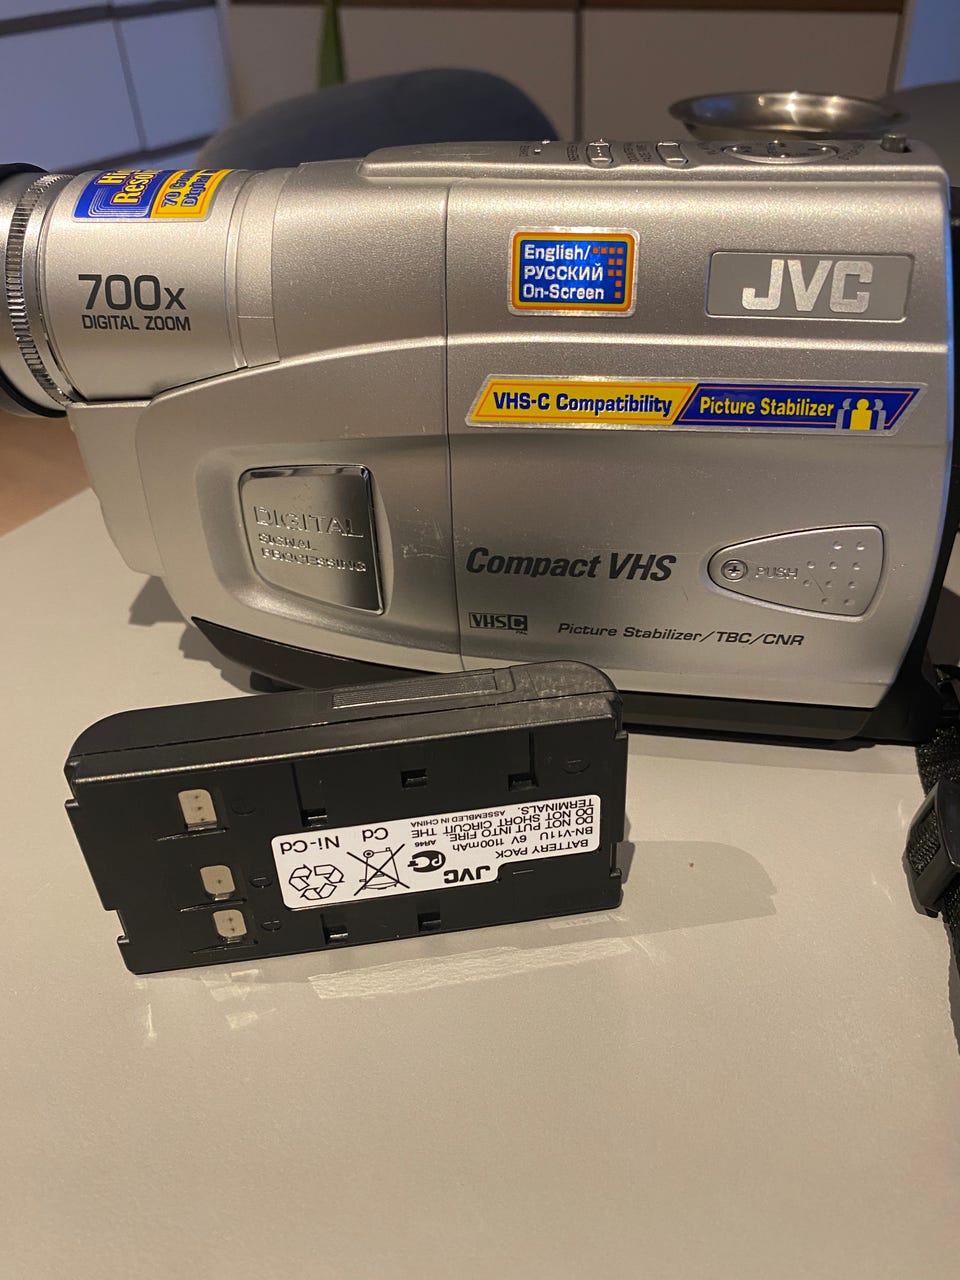 700x
DIGITAL ZOOM
English/
РУССКИЙ
On-Screen
JVC
VHS-C Compatibility
Picture Stabilizer
DIGITAL
SIGNAL
PROCESSING
Compact VHS
PUSH
VHS C
PAL
Picture Stabilizer/TBC/CNR
JVC
BATTERY PACK
BN-V11U 6V 1100mAh
DO NOT PUT INTO FIRE.
DO NOT SHORT CIRCUIT THE
TERMINALS. ASSEMBLED IN CHINA
Ni-Cd
Cd